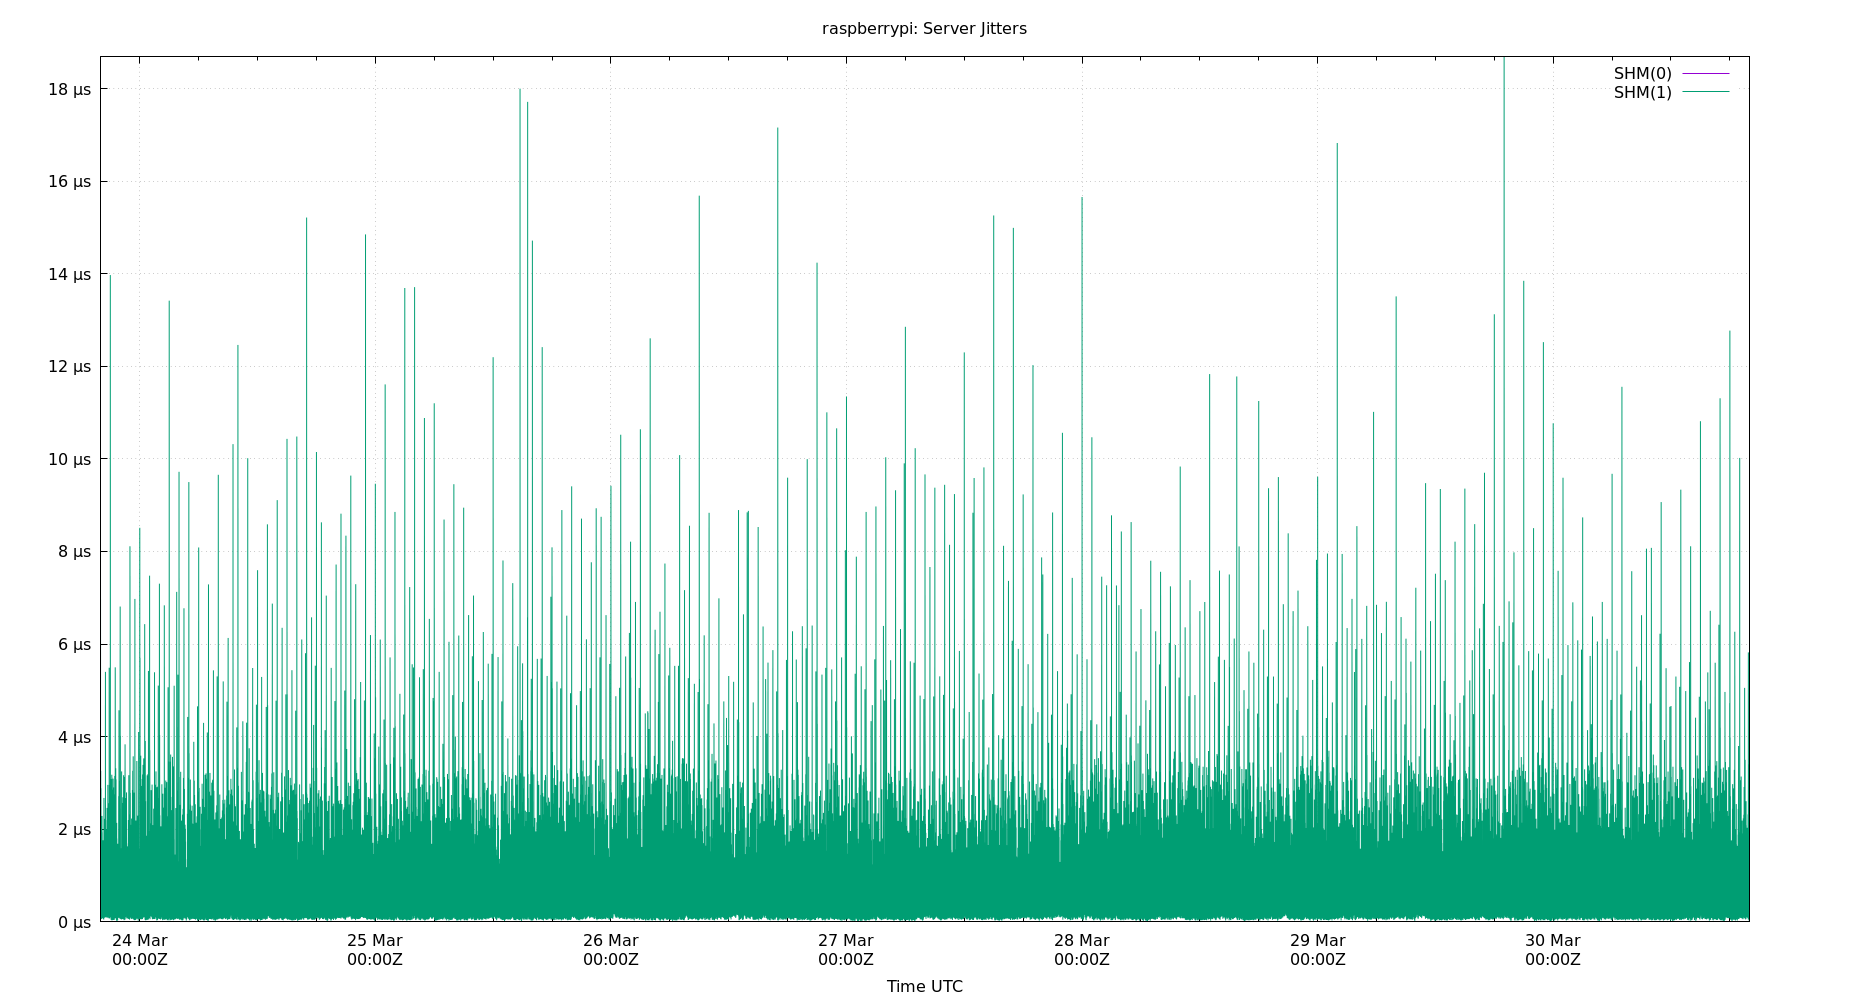 raspberrypi: Server Jitters
SHM(0)
SHM(1)
18 µs
16 µs
14 µs
12 µs
10 µs
8 µs
6 µs
4 µs
2 µs
0 µs
24 Mar 25 Mar 26 Mar 27 Mar 28 Mar 29 Mar 30 Mar
00:00Z 00:00Z 00:00Z 00:00Z 00:00Z 00:00Z 00:00Z
Time UTC